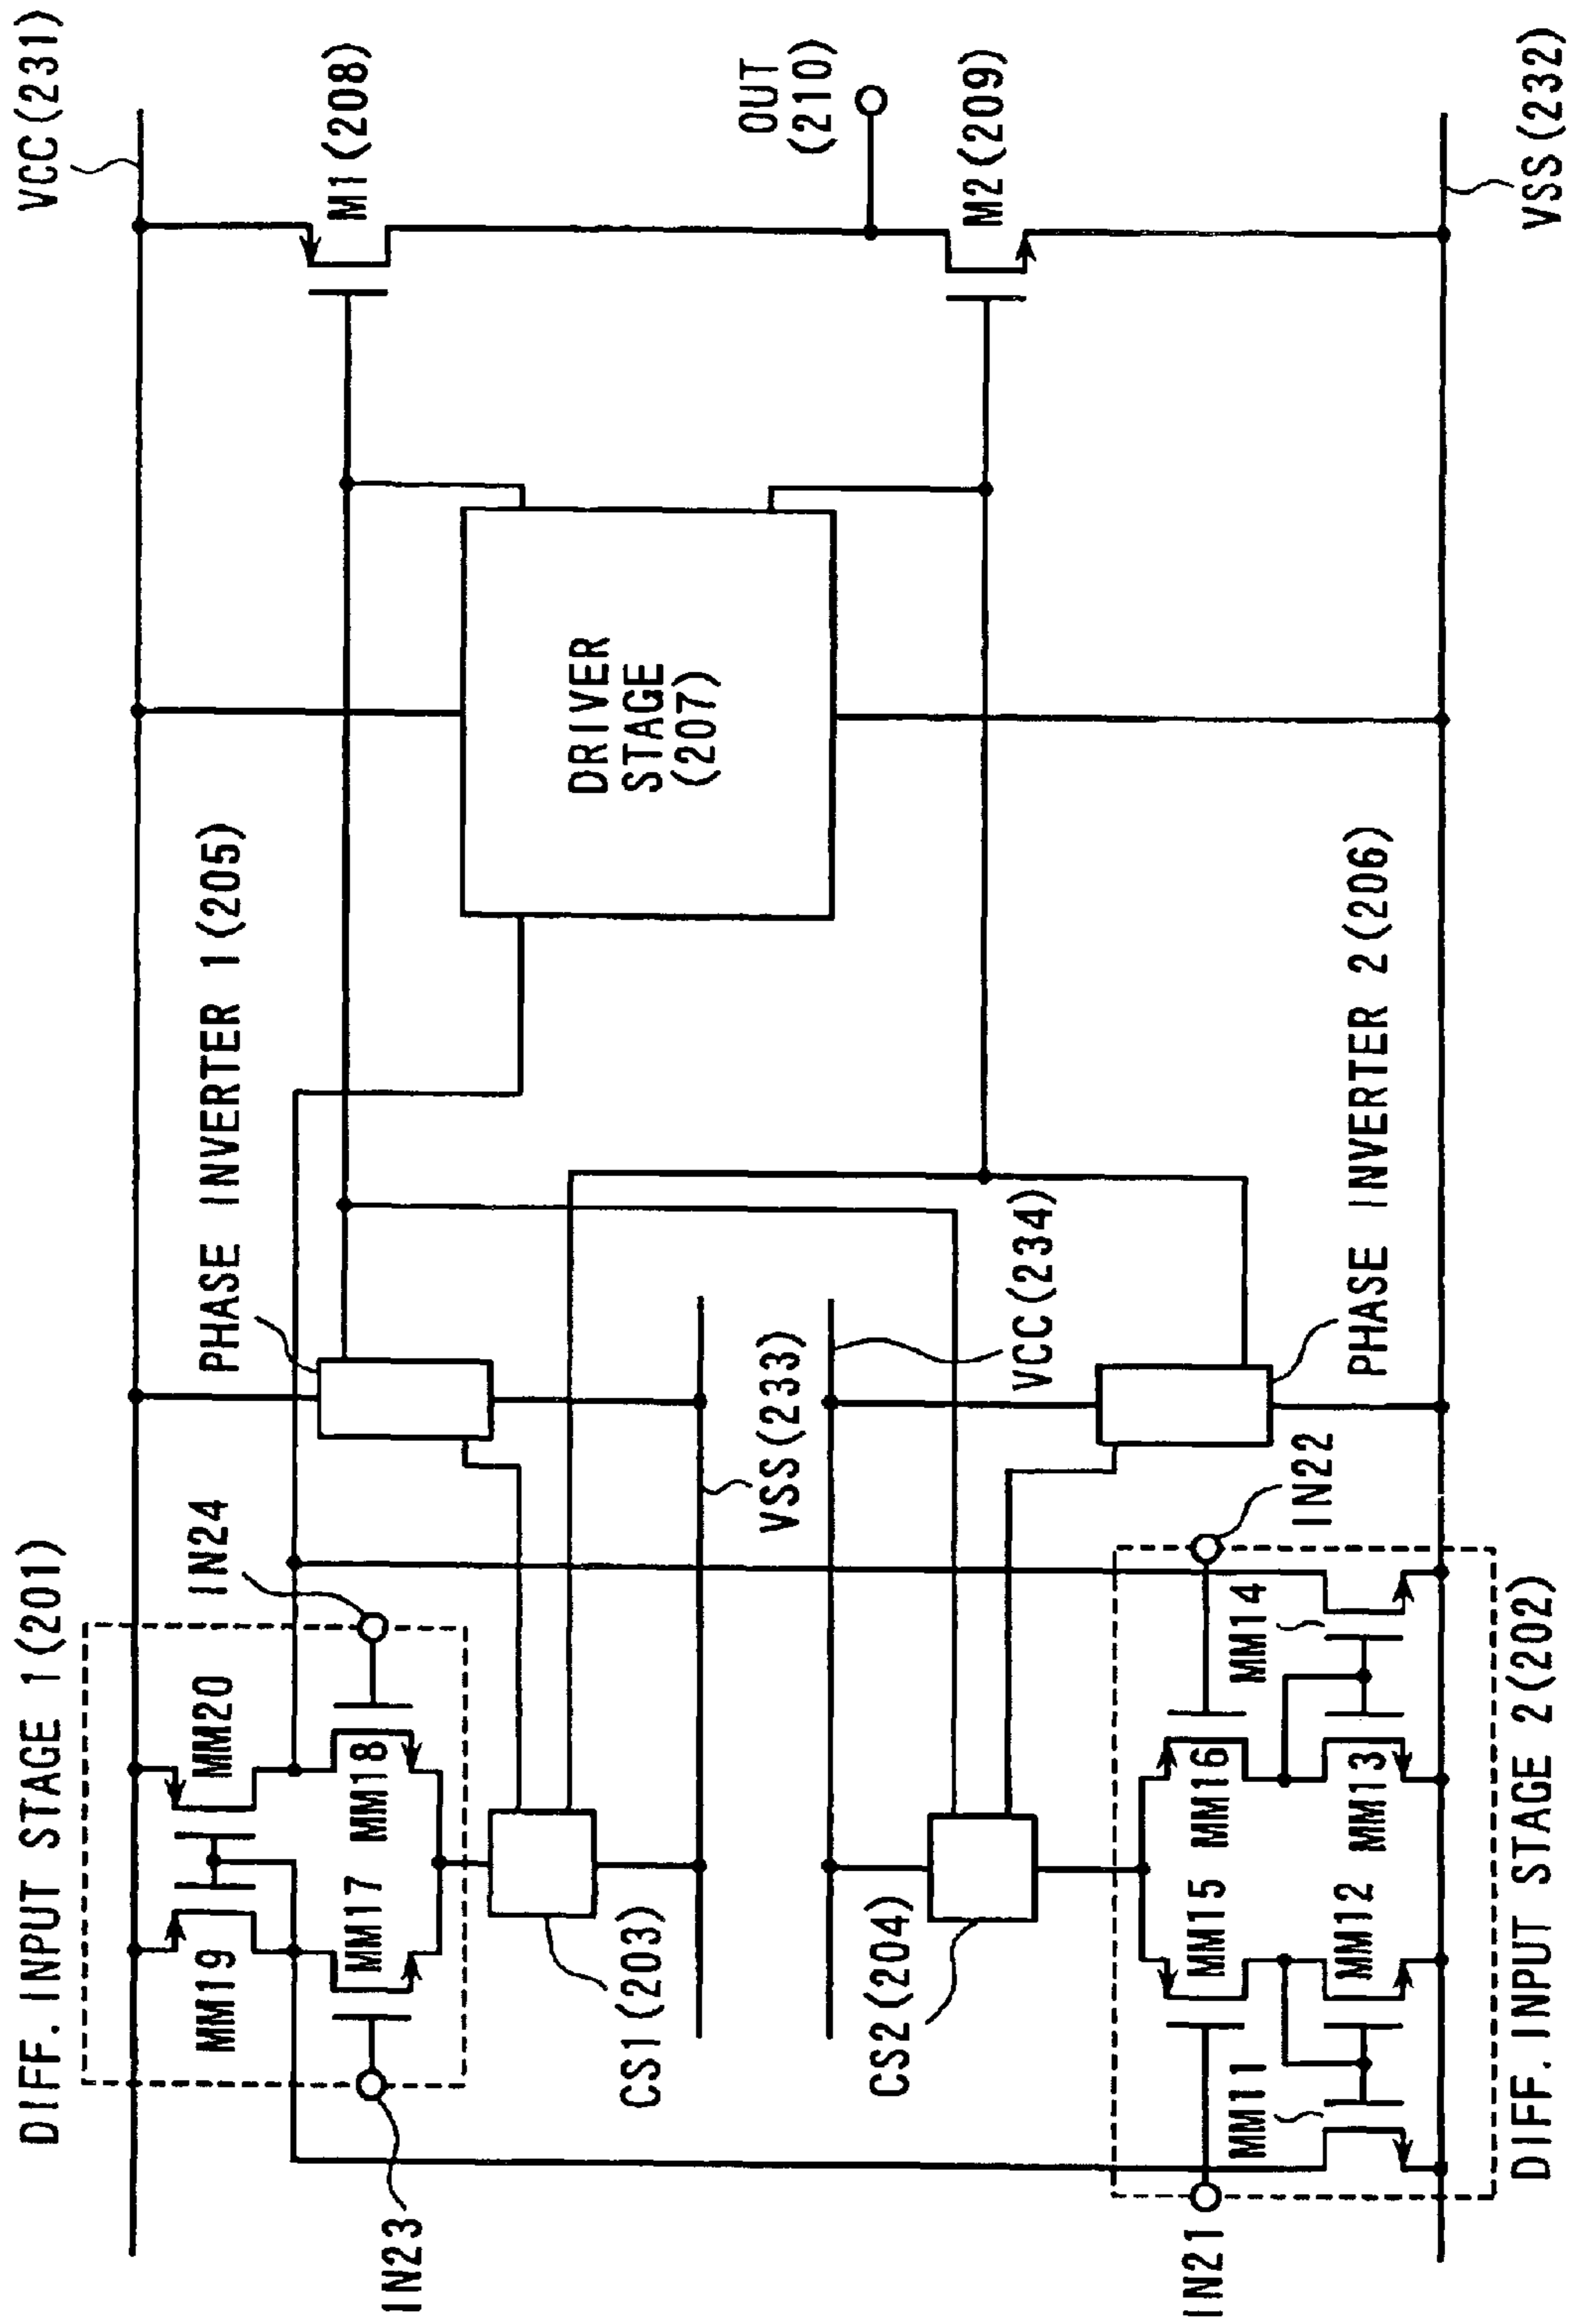 DIFF. INPUT STAGE 1(201)
VCC(231)
PHASE INVERTER 1(205)
IN24
MM20
MM19
M1(208)
MM18
MM17
IN23
DRIVER
STAGE
(207)
CS1(203)
VSS(233)
OUT
(210)
CS2(204)
VCC(234)
M2(209)
IN21
MM15
MM16
MM11
MM14
IN22
MM12
MM13
PHASE INVERTER 2(206)
DIFF. INPUT STAGE 2(202)
VSS(232)